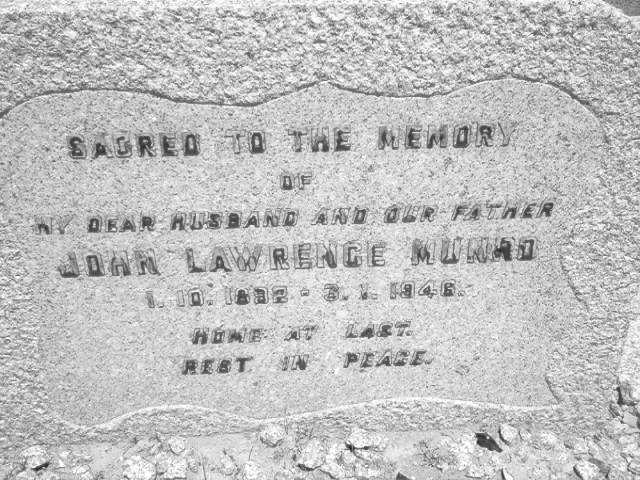 SACRED TO THE MEMORY
OF
MY DEAR HUSBAND AND OUR FATHER
JOHN LAWRENCE MUNRO
1. 10. 1882 - 3. 1. 1946.
HOME AT LAST.
REST IN PEACE.